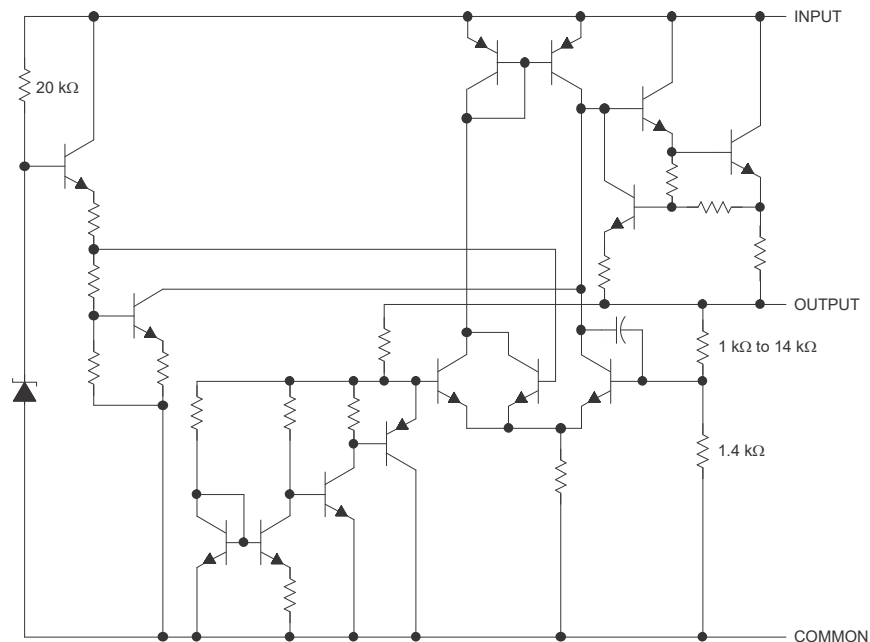 INPUT
20 kΩ
OUTPUT
1 kΩ to 14 kΩ
1.4 kΩ
COMMON